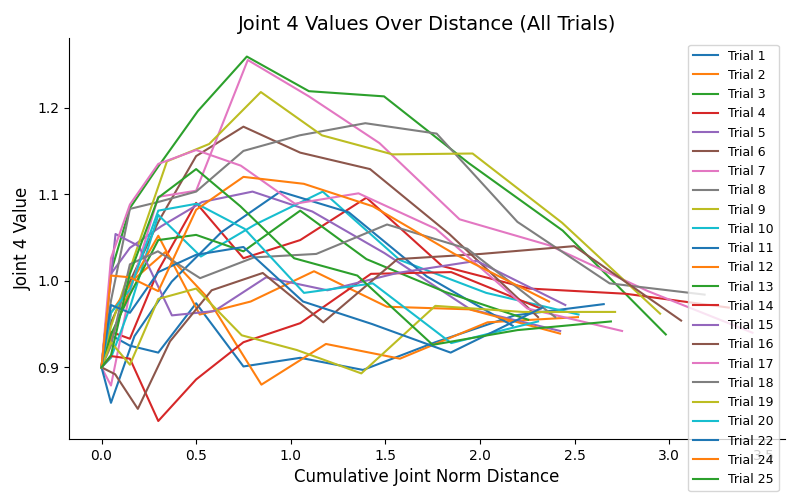 Joint 4 Values Over Distance (All Trials)
Joint 4 Value
1.2
1.1
1.0
0.9
0.0 0.5 1.0 1.5 2.0 2.5 3.0 3.5
Cumulative Joint Norm Distance
Trial 1
Trial 2
Trial 3
Trial 4
Trial 5
Trial 6
Trial 7
Trial 8
Trial 9
Trial 10
Trial 11
Trial 12
Trial 13
Trial 14
Trial 15
Trial 16
Trial 17
Trial 18
Trial 19
Trial 20
Trial 22
Trial 24
Trial 25